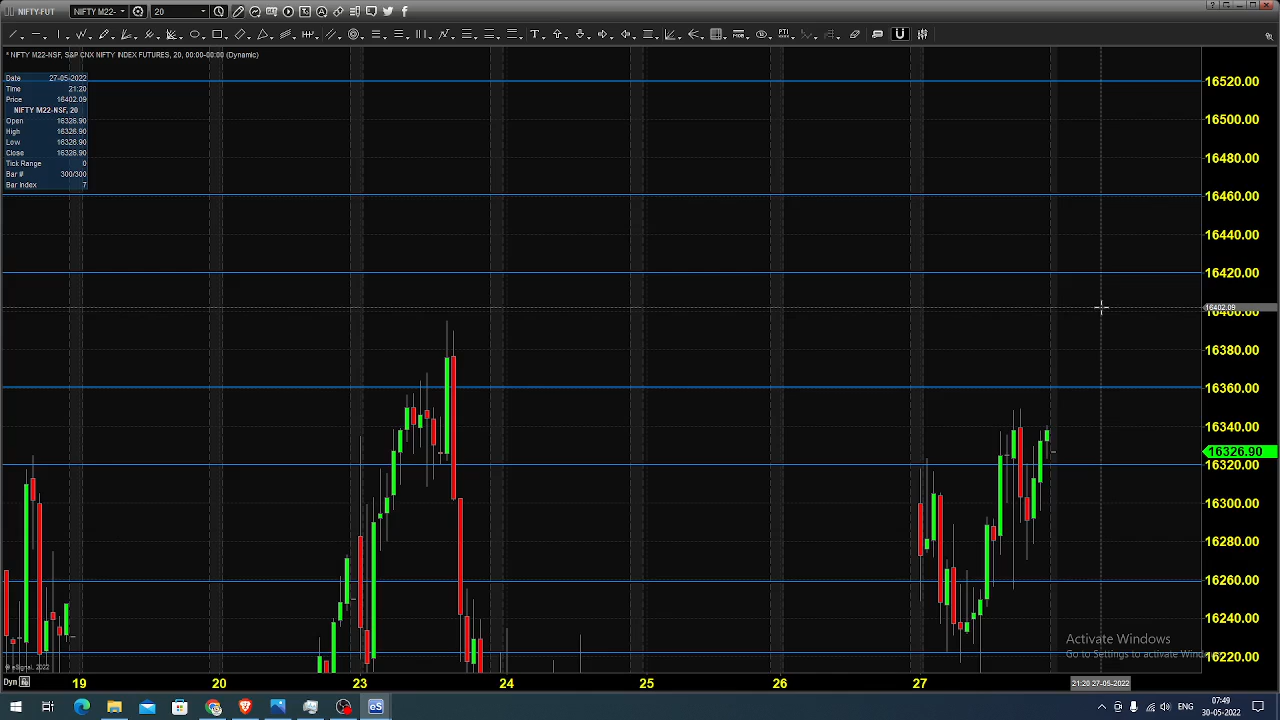 NIFTY-FUT
NIFTY M22-
20
* NIFTY M22-NSF, S&P CNX NIFTY INDEX FUTURES, 20, 00:00-00:00 (Dynamic)
Date 27-05-2022
Time 21:20
Price 16402.09
NIFTY M22-NSF, 20
Open 16326.90
High 16326.90
Low 16326.90
Close 16326.90
Tick Range 0
Bar # 300/300
Bar Index 7
16520.00
16500.00
16480.00
16460.00
16440.00
16420.00
16402.09
16400.00
16380.00
16360.00
16340.00
16326.90
16320.00
16300.00
16280.00
16260.00
16240.00
16220.00
Activate Windows
Go to Settings to activate Windows
© eSignal, 2022
Dyn
19 20 23 24 25 26 27
21:20 27-05-2022
eS
ENG
07:49
30-05-2022